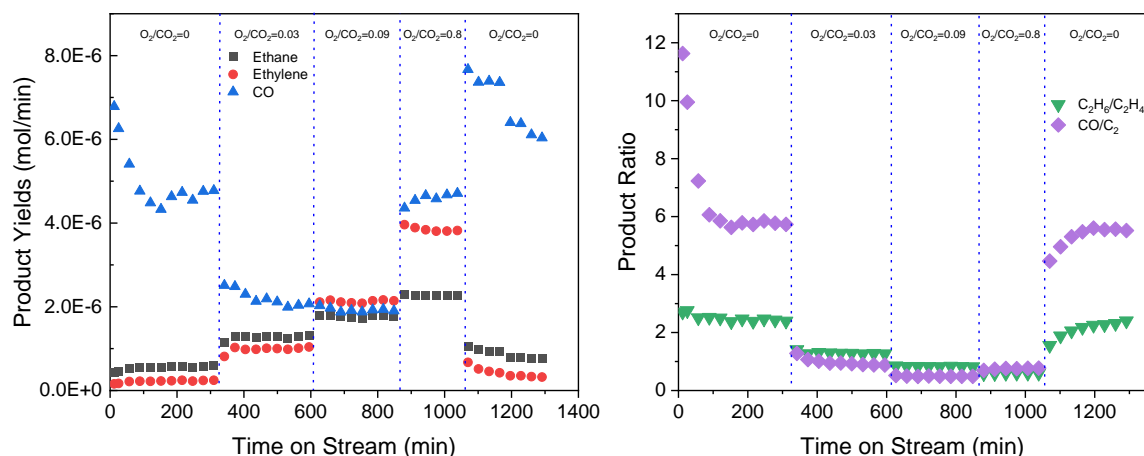 O₂/CO₂=0 O₂/CO₂=0.03 O₂/CO₂=0.09 O₂/CO₂=0.8 O₂/CO₂=0
Ethane
Ethylene
CO
8.0E-6
6.0E-6
4.0E-6
2.0E-6
0.0E+0
0 200 400 600 800 1000 1200 1400
Product Yields (mol/min)
Time on Stream (min)
O₂/CO₂=0 O₂/CO₂=0.03 O₂/CO₂=0.09 O₂/CO₂=0.8 O₂/CO₂=0
C₂H₆/C₂H₄
CO/C₂
12
10
8
6
4
2
0
0 200 400 600 800 1000 1200
Product Ratio
Time on Stream (min)